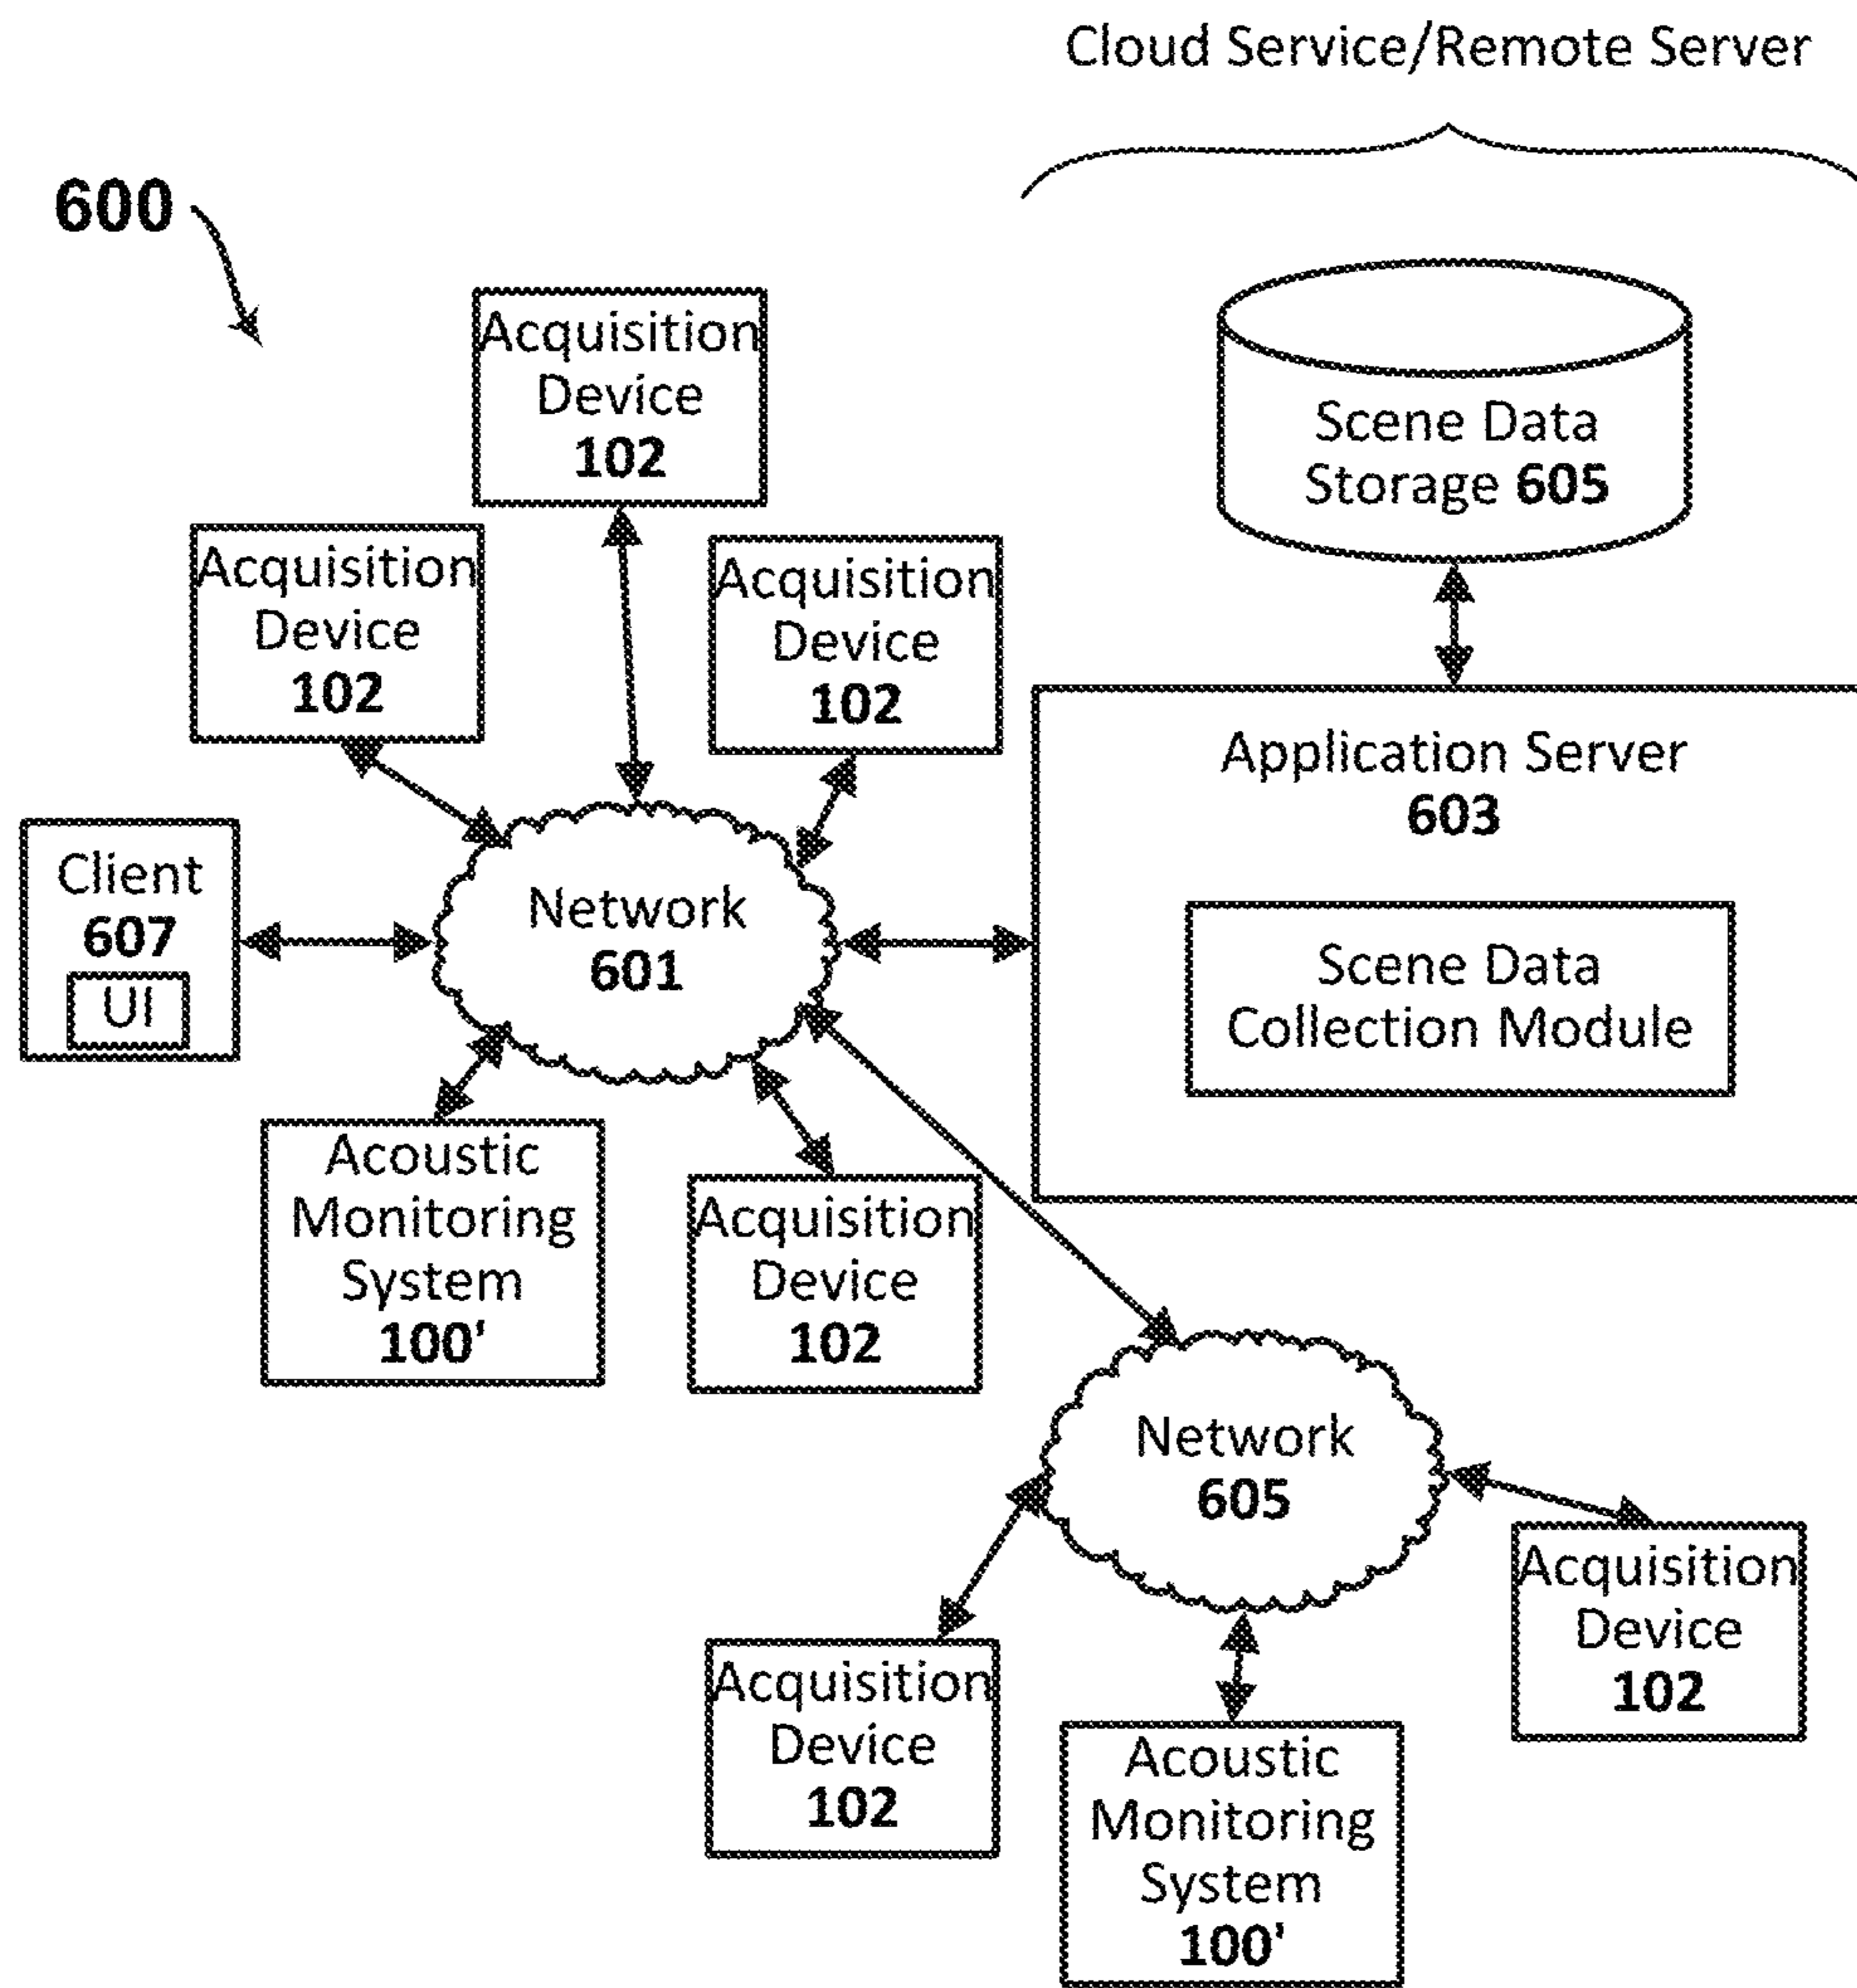 Cloud Service/Remote Server
600
Acquisition
Device
102
Scene Data
Storage 605
Acquisition
Device
102
Acquisition
Device
102
Application Server
603
Scene Data
Collection Module
Client
607
UI
Network
601
Acoustic
Monitoring
System
100'
Acquisition
Device
102
Network
605
Acquisition
Device
102
Acquisition
Device
102
Acoustic
Monitoring
System
100'